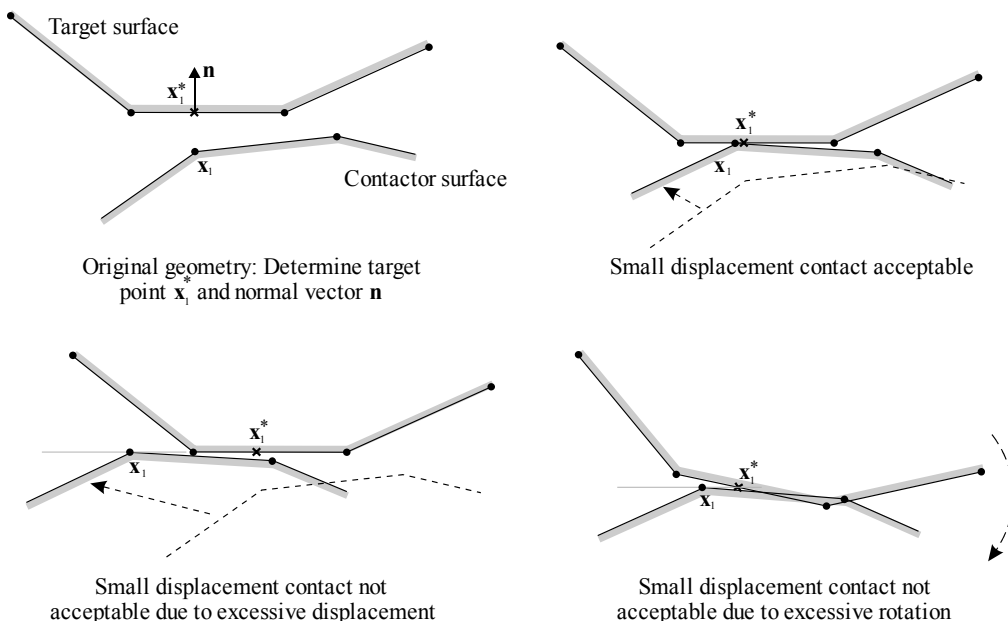 Target surface
n
x₁*
x₁
Contactor surface
Original geometry: Determine target
point x₁* and normal vector n
x₁*
x₁
Small displacement contact acceptable
x₁*
x₁
Small displacement contact not
acceptable due to excessive displacement
x₁*
x₁
Small displacement contact not
acceptable due to excessive rotation